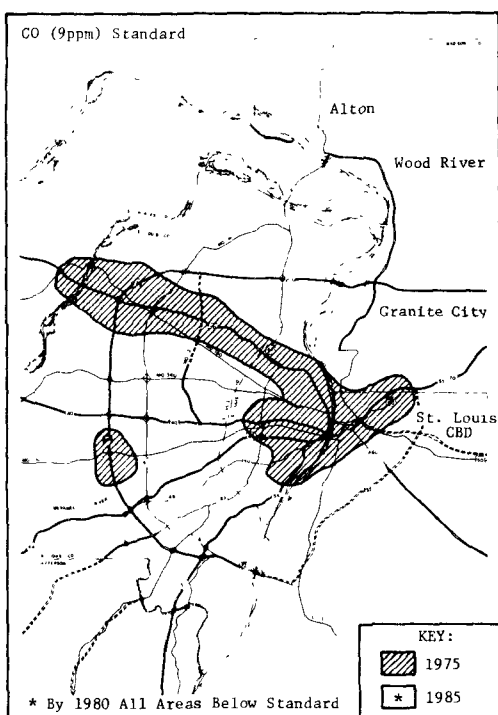 CO (9ppm) Standard
Alton
Wood River
Granite City
St. Louis
CBD
KEY:
1975
* 1985
* By 1980 All Areas Below Standard